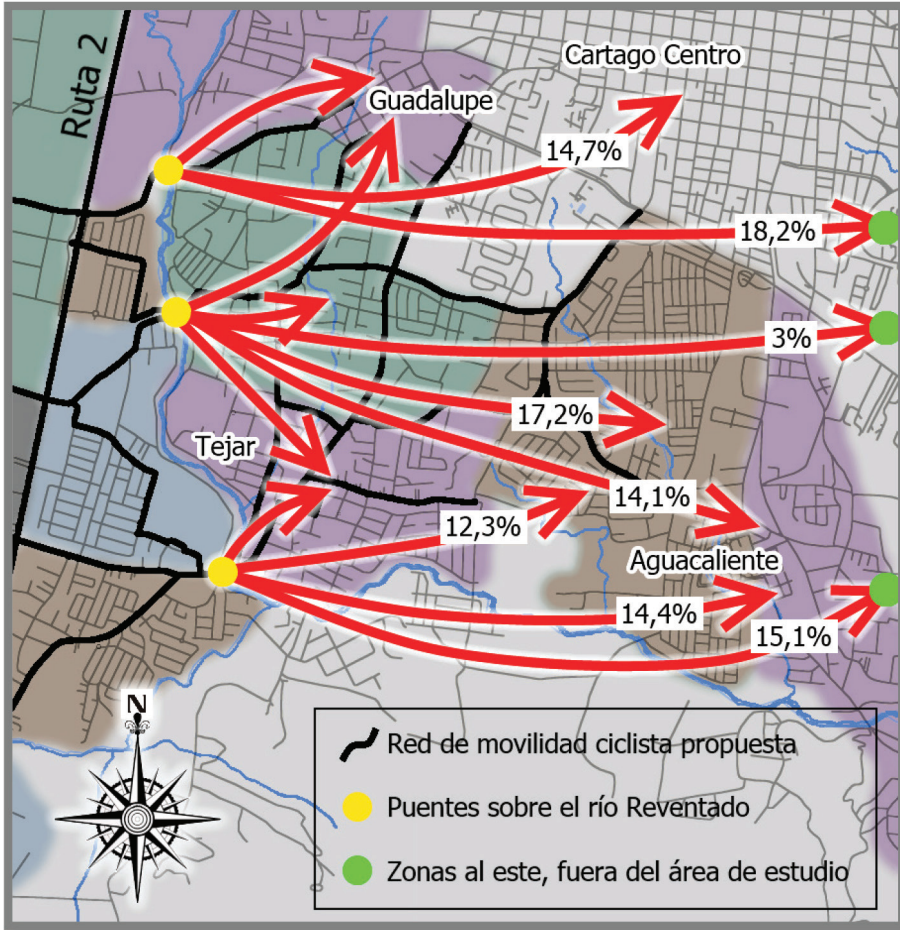 Ruta 2
Cartago Centro
Guadalupe
14,7%
18,2%
3%
17,2%
Tejar
14,1%
12,3%
Aguacaliente
14,4%
15,1%
N
Red de movilidad ciclista propuesta
Puentes sobre el río Reventado
Zonas al este, fuera del área de estudio